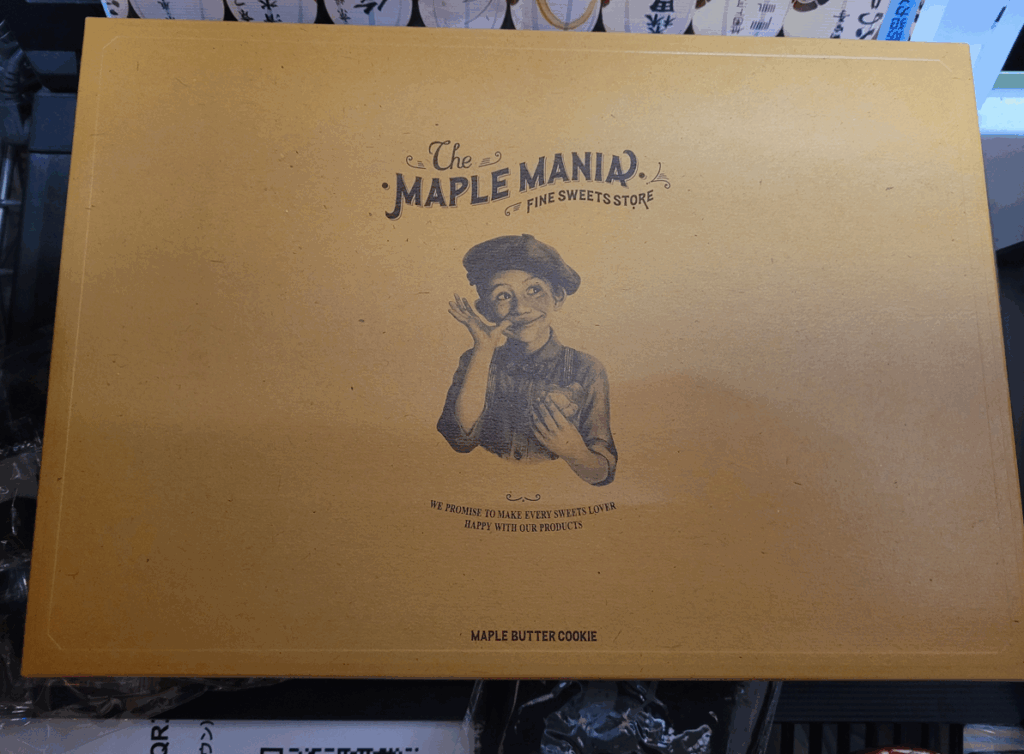 The
MAPLE MANIA
FINE SWEETS STORE
WE PROMISE TO MAKE EVERY SWEETS LOVER
HAPPY WITH OUR PRODUCTS
MAPLE BUTTER COOKIE